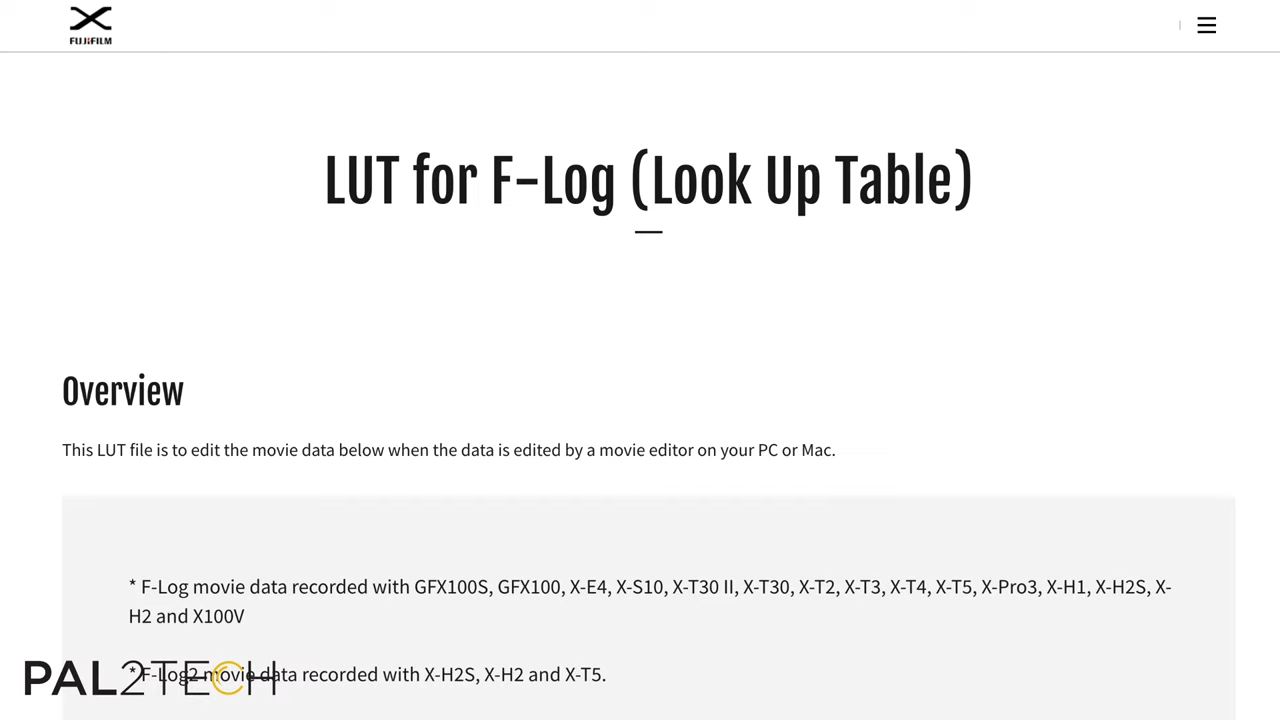 FUJIFILM
LUT for F-Log (Look Up Table)
Overview
This LUT file is to edit the movie data below when the data is edited by a movie editor on your PC or Mac.
* F-Log movie data recorded with GFX100S, GFX100, X-E4, X-S10, X-T30 II, X-T30, X-T2, X-T3, X-T4, X-T5, X-Pro3, X-H1, X-H2S, X-
H2 and X100V
* F-Log2 movie data recorded with X-H2S, X-H2 and X-T5.
PAL2TECH